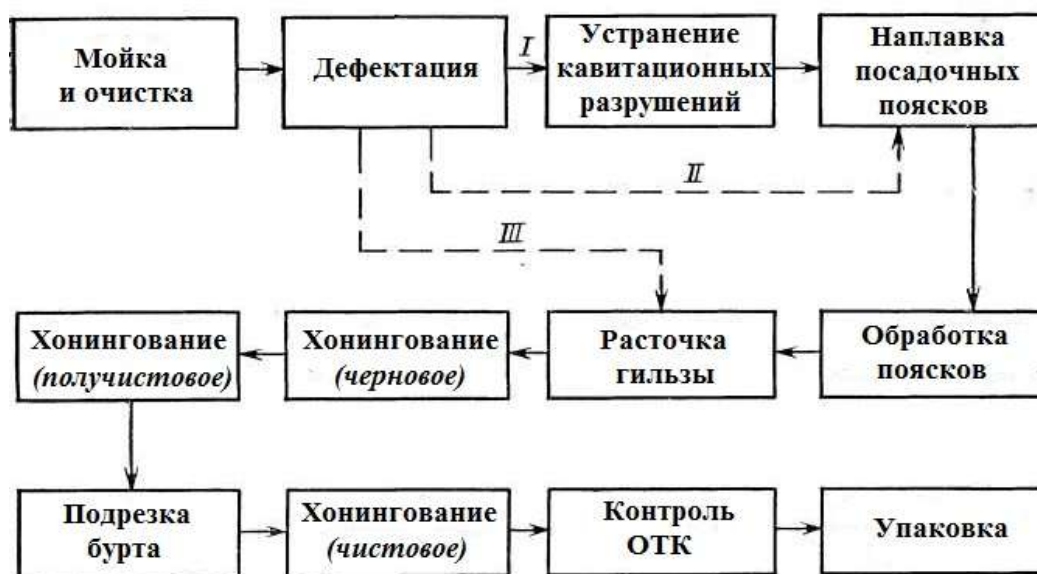 Мойка
и очистка
Дефектация
I
Устранение
кавитационных
разрушений
Наплавка
посадочных
поясков
II
III
Хонингование
(получистовое)
Хонингование
(черновое)
Расточка
гильзы
Обработка
поясков
Подрезка
бурта
Хонингование
(чистовое)
Контроль
ОТК
Упаковка